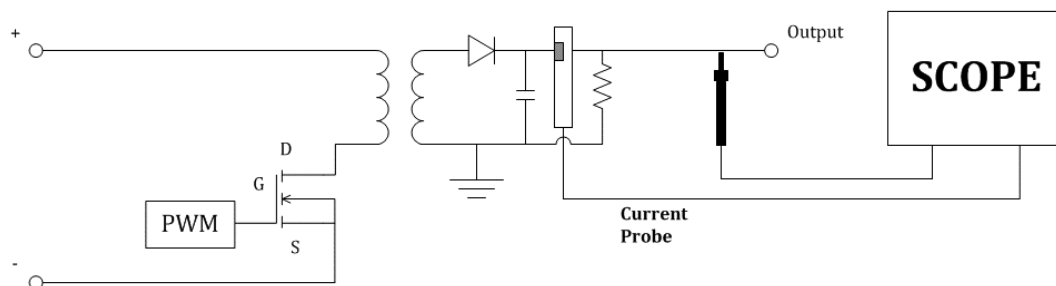 +
Output
SCOPE
D
G
PWM
S
Current
Probe
-